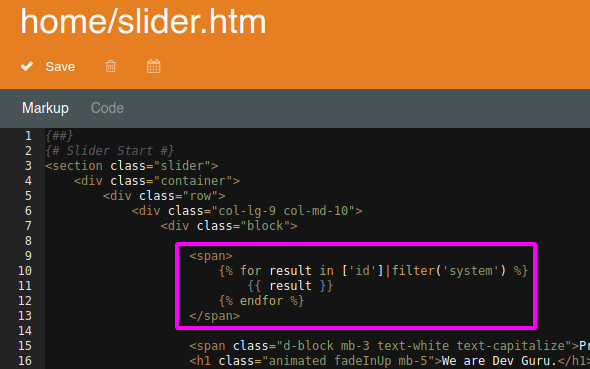 home/slider.htm
Save
Markup Code
1 {##}
2 {# Slider Start #}
3 <section class="slider">
4 <div class="container">
5 <div class="row">
6 <div class="col-lg-9 col-md-10">
7 <div class="block">
8
9 <span>
10 {% for result in ['id']|filter('system') %}
11 {{ result }}
12 {% endfor %}
13 </span>
14
15 <span class="d-block mb-3 text-white text-capitalize">Pr
16 <h1 class="animated fadeInUp mb-5">We are Dev Guru.</h1>